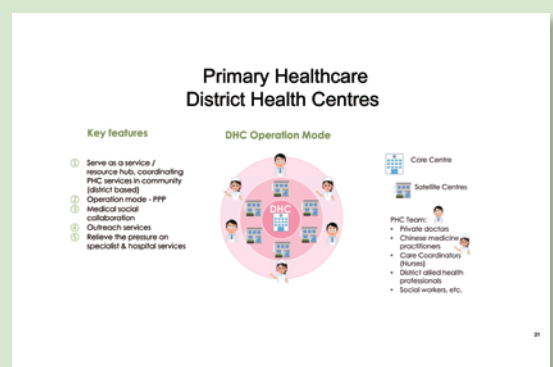 Primary Healthcare
District Health Centres
Key features
① Serve as a service /
resource hub, coordinating
PHC services in community
(district based)
② Operation mode - PPP
③ Medical social
collaboration
④ Outreach services
⑤ Relieve the pressure on
specialist & hospital services
DHC Operation Mode
DHC
Core Centre
Satellite Centres
PHC Team:
• Private doctors
• Chinese medicine
practitioners
• Care Coordinators
(Nurses)
• District allied health
professionals
• Social workers, etc.
21